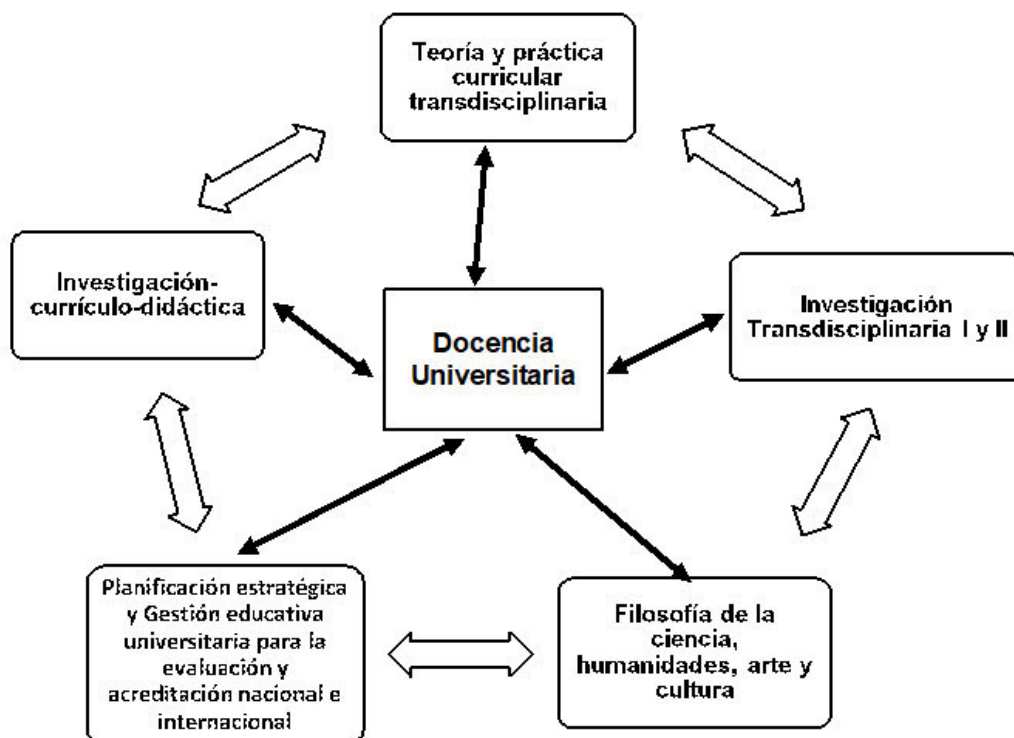 Teoría y práctica
curricular
transdisciplinaria
Investigación-
currículo-didáctica
Investigación
Transdisciplinaria I y II
Docencia
Universitaria
Planificación estratégica
y Gestión educativa
universitaria para la
evaluación y
acreditación nacional e
internacional
Filosofía de la
ciencia,
humanidades, arte y
cultura